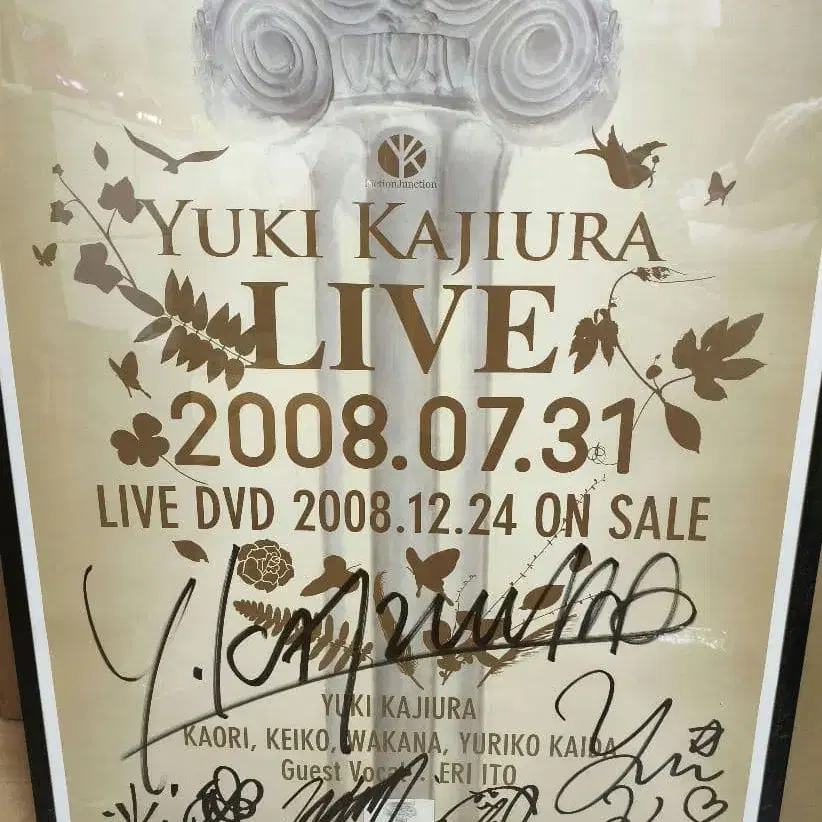 FictionJunction
YUKI KAJIURA
LIVE
2008.07.31
LIVE DVD 2008.12.24 ON SALE
Y. Kajiura
YUKI KAJIURA
KAORI, KEIKO, WAKANA, YURIKO KAIDA
Guest Vocal : ERI ITO